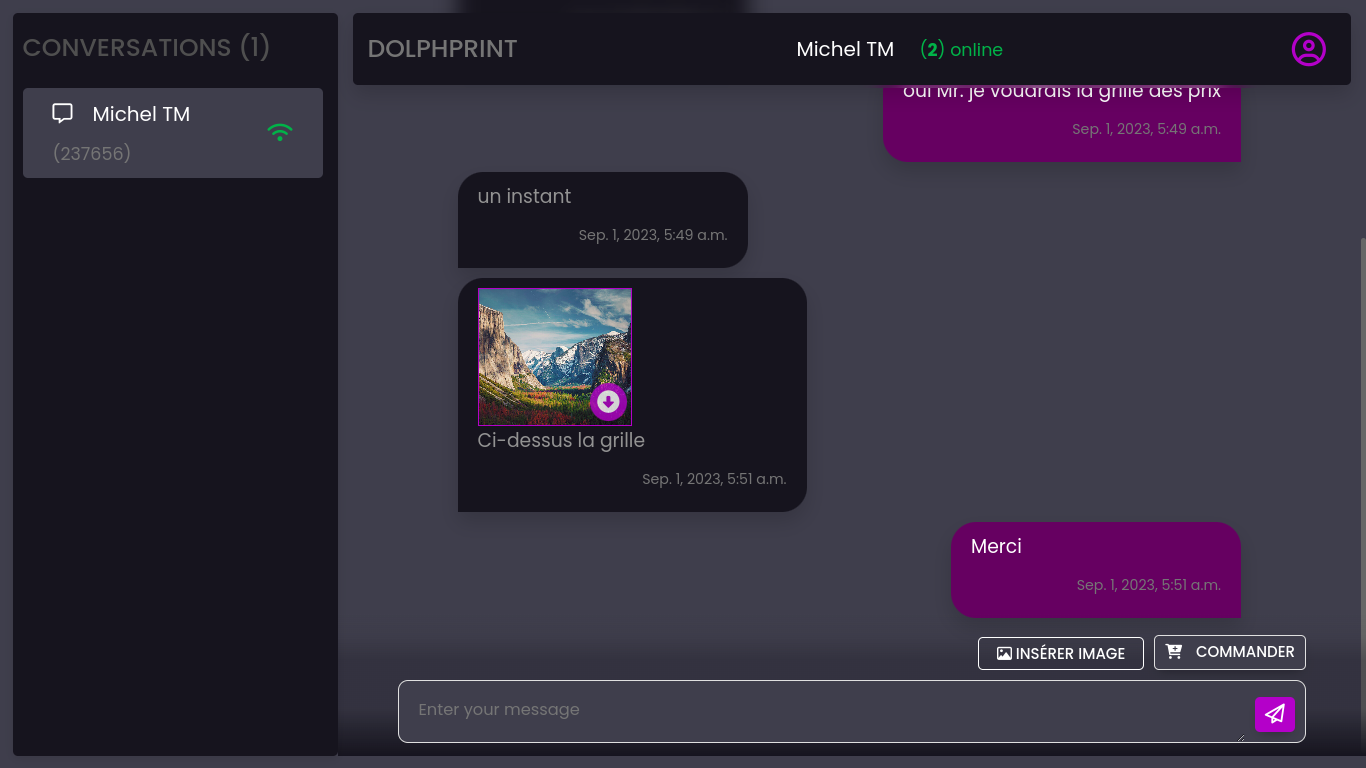 CONVERSATIONS (1)
Michel TM
(237656)
DOLPHPRINT
Michel TM
(2) online
oui Mr. je voudrais la grille des prix
Sep. 1, 2023, 5:49 a.m.
un instant
Sep. 1, 2023, 5:49 a.m.
Ci-dessus la grille
Sep. 1, 2023, 5:51 a.m.
Merci
Sep. 1, 2023, 5:51 a.m.
INSÉRER IMAGE
COMMANDER
Enter your message